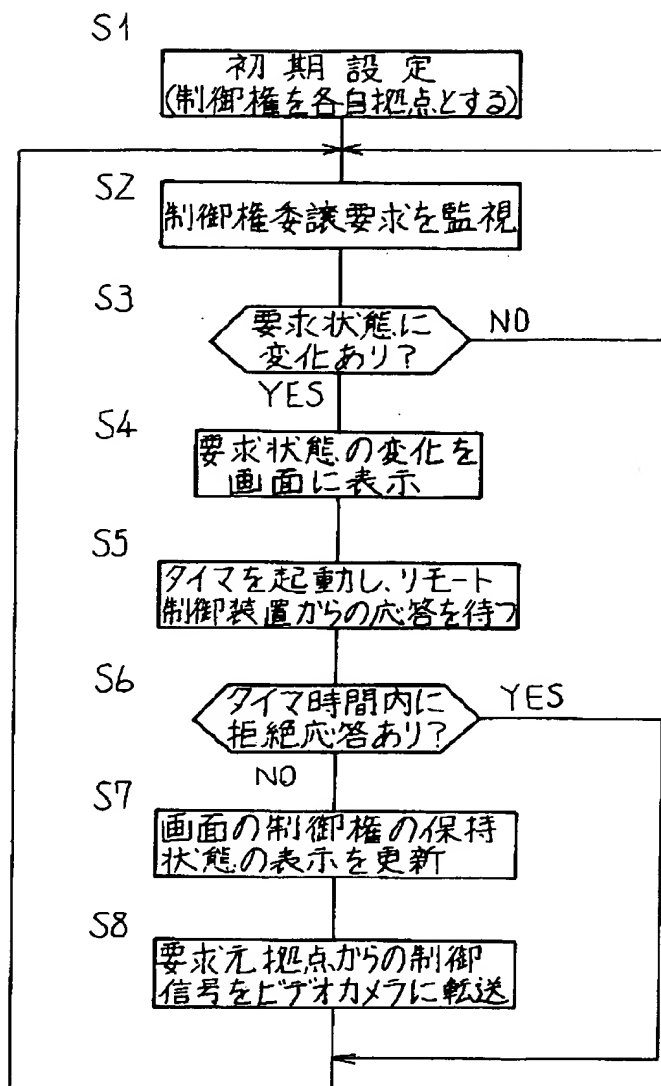 S1
初期設定
(制御権を各自拠点とする)
S2
制御権委譲要求を監視
S3
要求状態に
変化あり?
NO
YES
S4
要求状態の変化を
画面に表示
S5
タイマを起動し、リモート
制御装置からの応答を待つ
S6
タイマ時間内に
拒絶応答あり?
YES
NO
S7
画面の制御権の保持
状態の表示を更新
S8
要求元拠点からの制御
信号をビデオカメラに転送